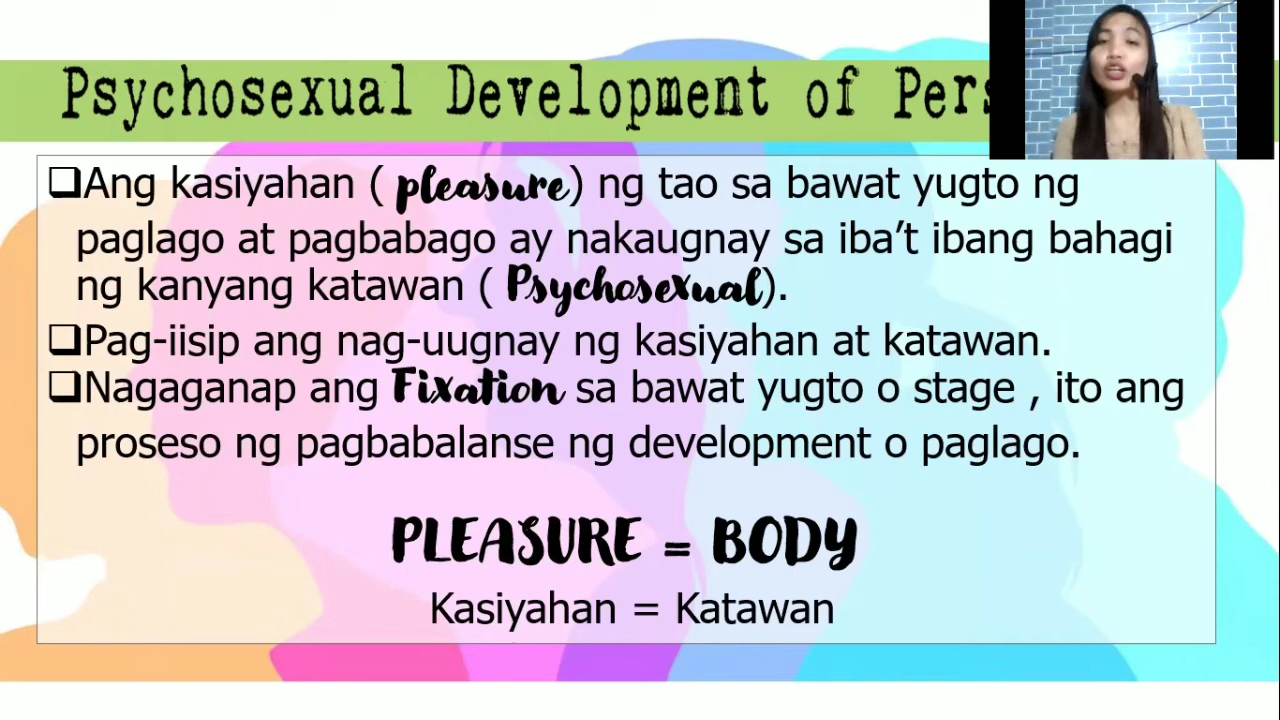 Psychosexual Development of
❑Ang kasiyahan ( pleasure) ng tao sa bawat yugto ng
paglago at pagbabago ay nakaugnay sa iba’t ibang bahagi
ng kanyang katawan ( Psychosexual).
❑Pag-iisip ang nag-uugnay ng kasiyahan at katawan.
❑Nagaganap ang Fixation sa bawat yugto o stage , ito ang
proseso ng pagbabalanse ng development o paglago.
PLEASURE = BODY
Kasiyahan = Katawan